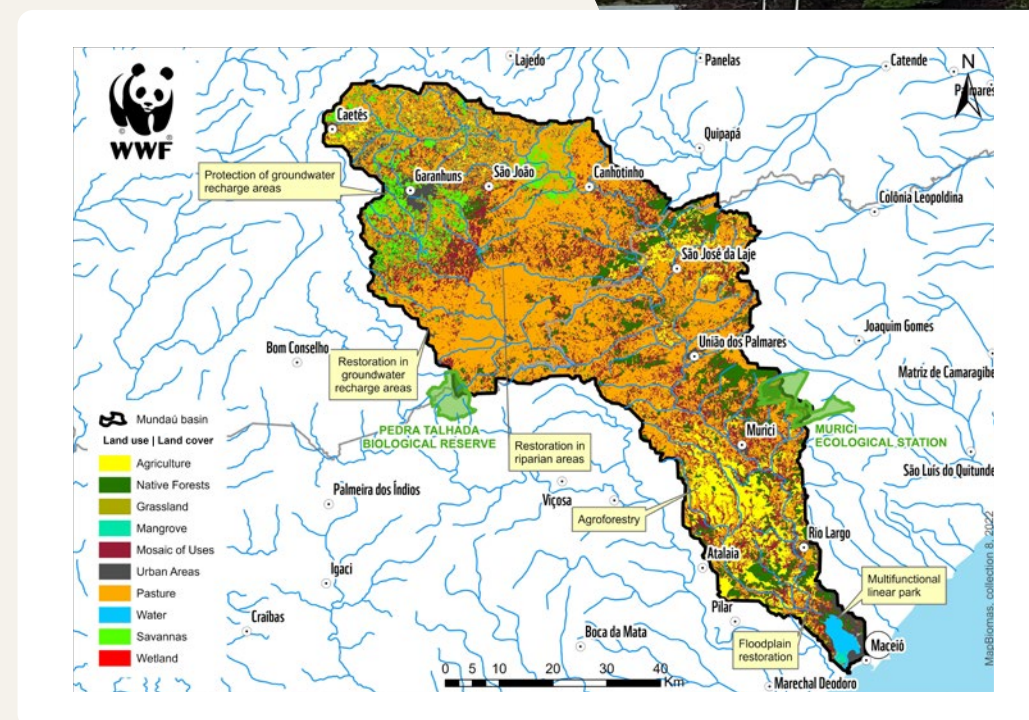 Lajedo
Panelas
Catende
N
Palmares
WWF
© ®
Caetés
Quipapá
Protection of groundwater
recharge areas
Garanhuns
São João
Canhotinho
Colônia Leopoldina
São José da Laje
Joaquim Gomes
Bom Conselho
União dos Palmares
Restoration in
groundwater
recharge areas
Matriz de Camaragibe
Mundaú basin
PEDRA TALHADA
BIOLOGICAL RESERVE
Murici
MURICI
ECOLOGICAL STATION
Land use | Land cover
Restoration in
riparian areas
Agriculture
São Luis do Quitunde
Native Forests
Palmeira dos Índios
Viçosa
Grassland
Agroforestry
Mangrove
Mosaic of Uses
Rio Largo
Atalaia
Urban Areas
Igaci
Pasture
Multifunctional
linear park
Water
Craíbas
Pilar
Savannas
Boca da Mata
Floodplain
restoration
Maceió
Wetland
0 5 10 20 30 40
Km
Marechal Deodoro
MapBiomas, collection 8, 2022